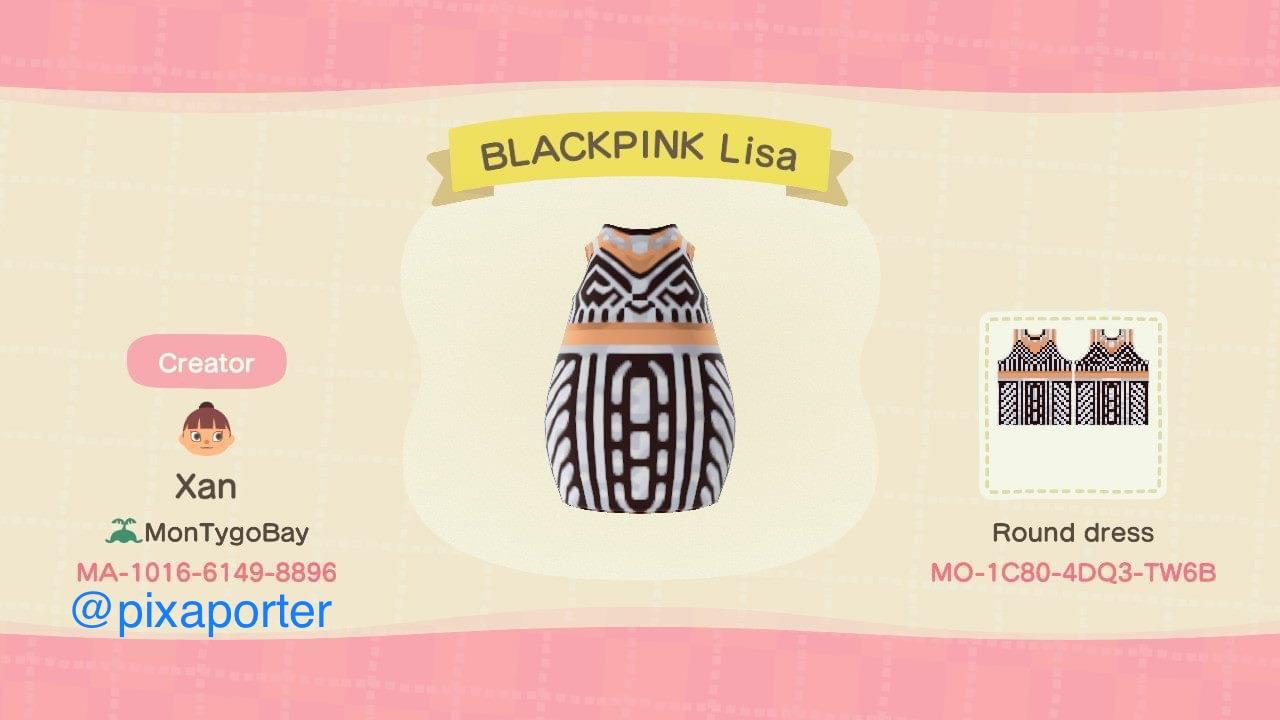 BLACKPINK Lisa
Creator
Xan
MonTygoBay
MA-1016-6149-8896
@pixaporter
Round dress
MO-1C80-4DQ3-TW6B